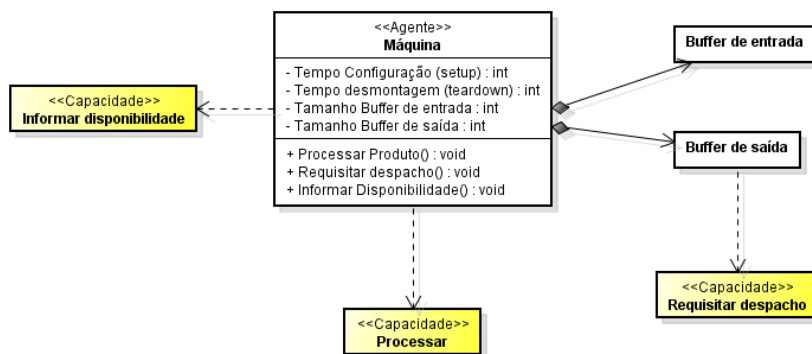 <<Agente>>
Máquina
- Tempo Configuração (setup) : int
- Tempo desmontagem (teardown) : int
- Tamanho Buffer de entrada : int
- Tamanho Buffer de saída : int
+ Processar Produto() : void
+ Requisitar despacho() : void
+ Informar Disponibilidade() : void
Buffer de entrada
<<Capacidade>>
Informar disponibilidade
Buffer de saída
<<Capacidade>>
Requisitar despacho
<<Capacidade>>
Processar